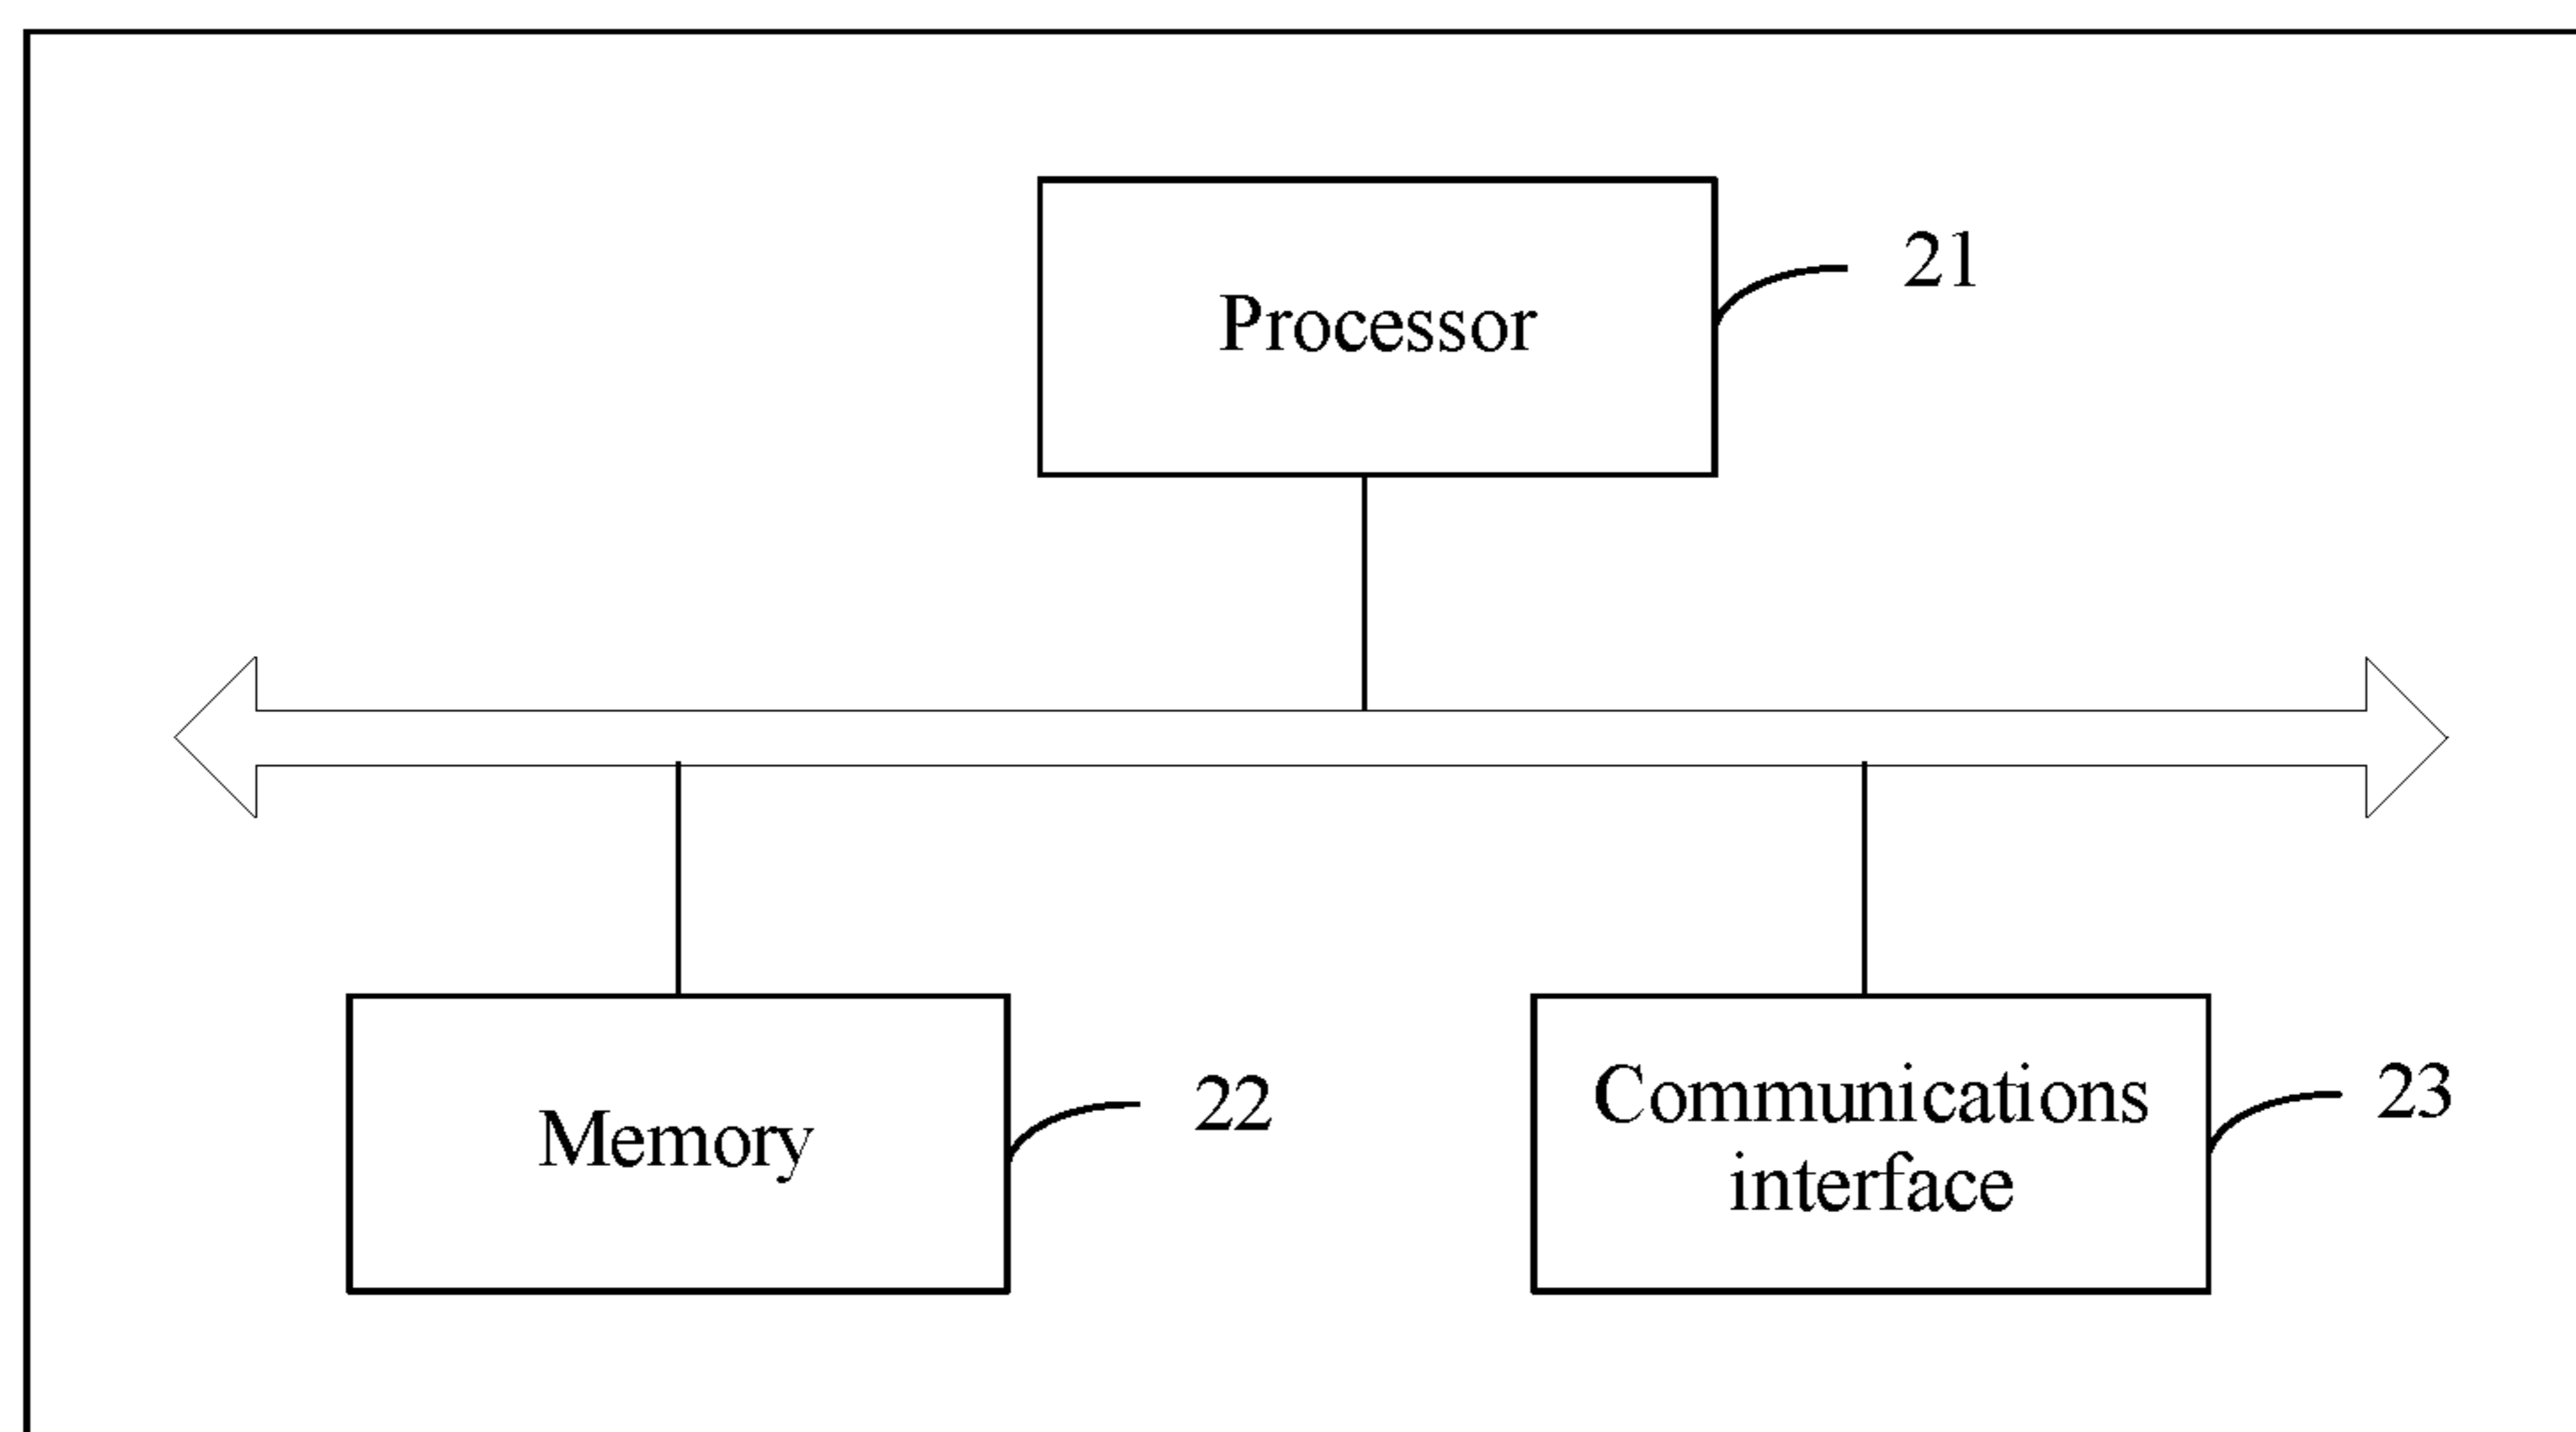 Processor
21
Memory
22
Communications
interface
23